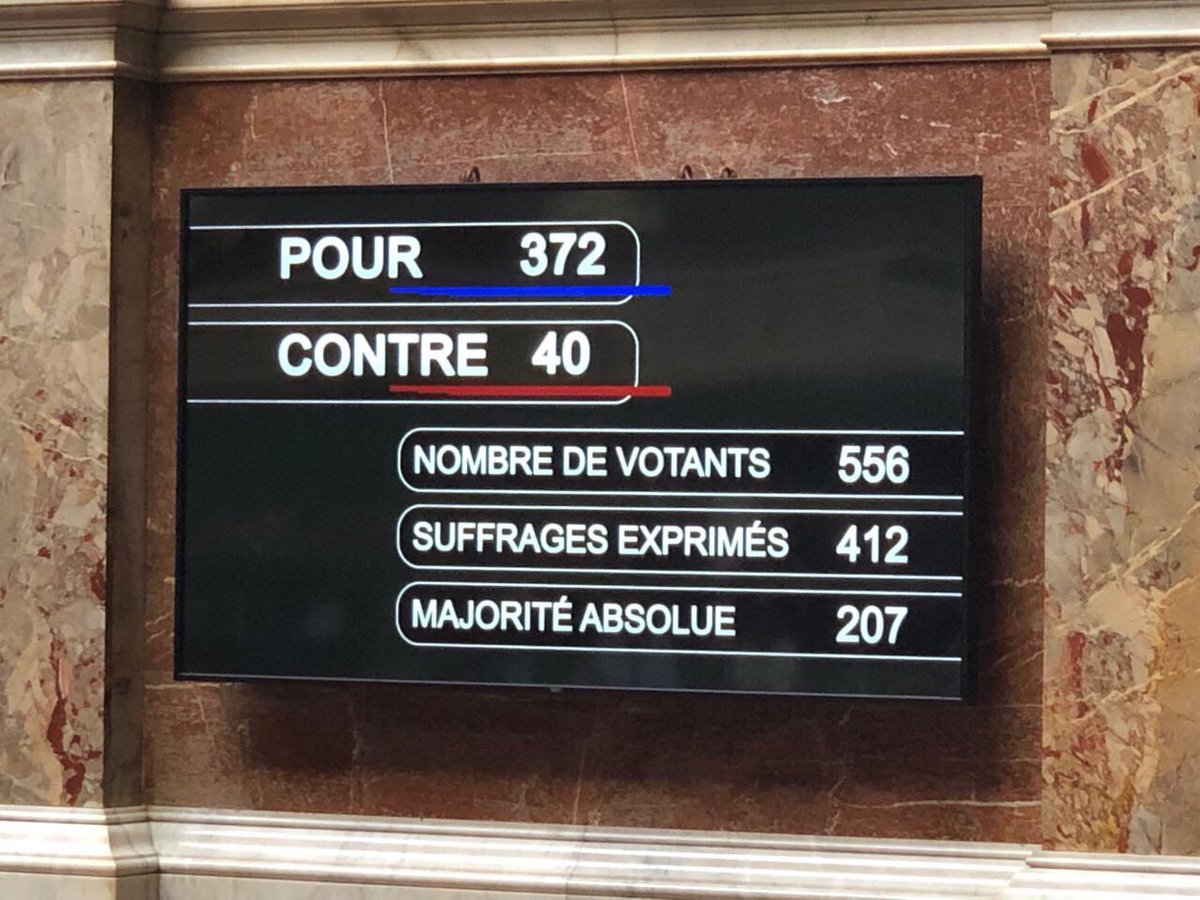 POUR 372
CONTRE 40
NOMBRE DE VOTANTS 556
SUFFRAGES EXPRIMÉS 412
MAJORITÉ ABSOLUE 207